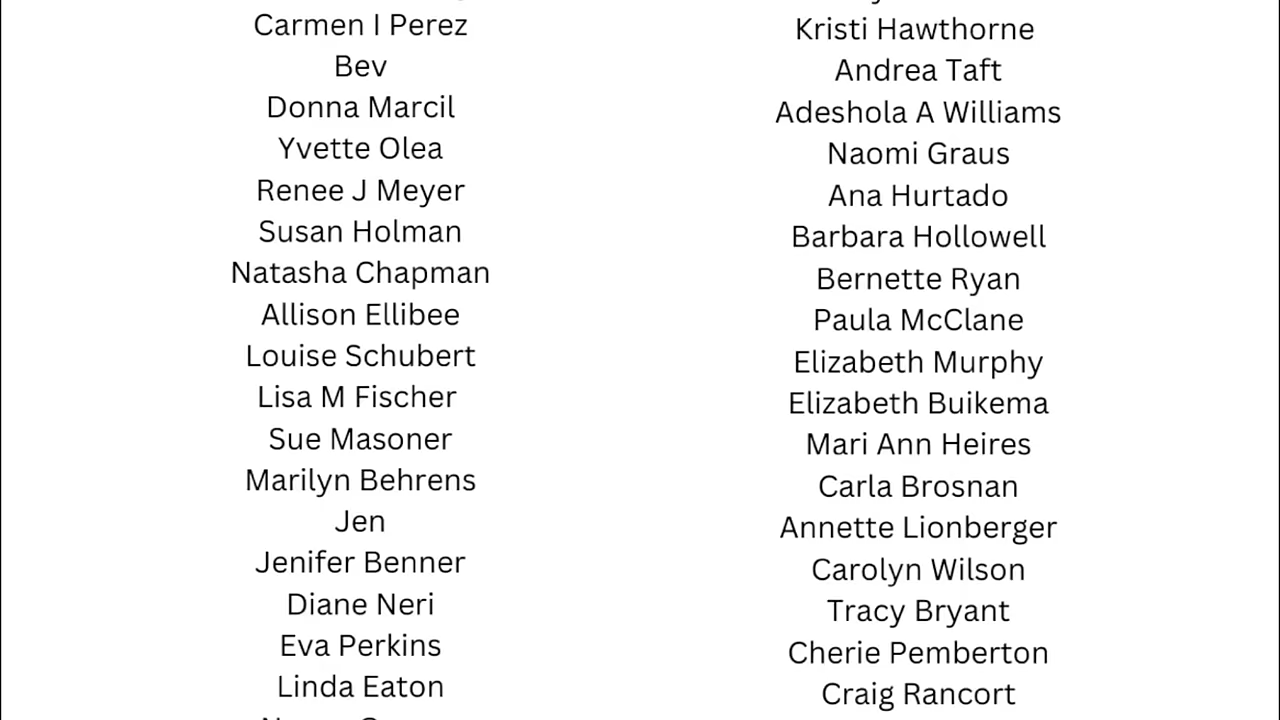 Carmen I Perez
Bev
Donna Marcil
Yvette Olea
Renee J Meyer
Susan Holman
Natasha Chapman
Allison Ellibee
Louise Schubert
Lisa M Fischer
Sue Masoner
Marilyn Behrens
Jen
Jenifer Benner
Diane Neri
Eva Perkins
Linda Eaton
Kristi Hawthorne
Andrea Taft
Adeshola A Williams
Naomi Graus
Ana Hurtado
Barbara Hollowell
Bernette Ryan
Paula McClane
Elizabeth Murphy
Elizabeth Buikema
Mari Ann Heires
Carla Brosnan
Annette Lionberger
Carolyn Wilson
Tracy Bryant
Cherie Pemberton
Craig Rancort